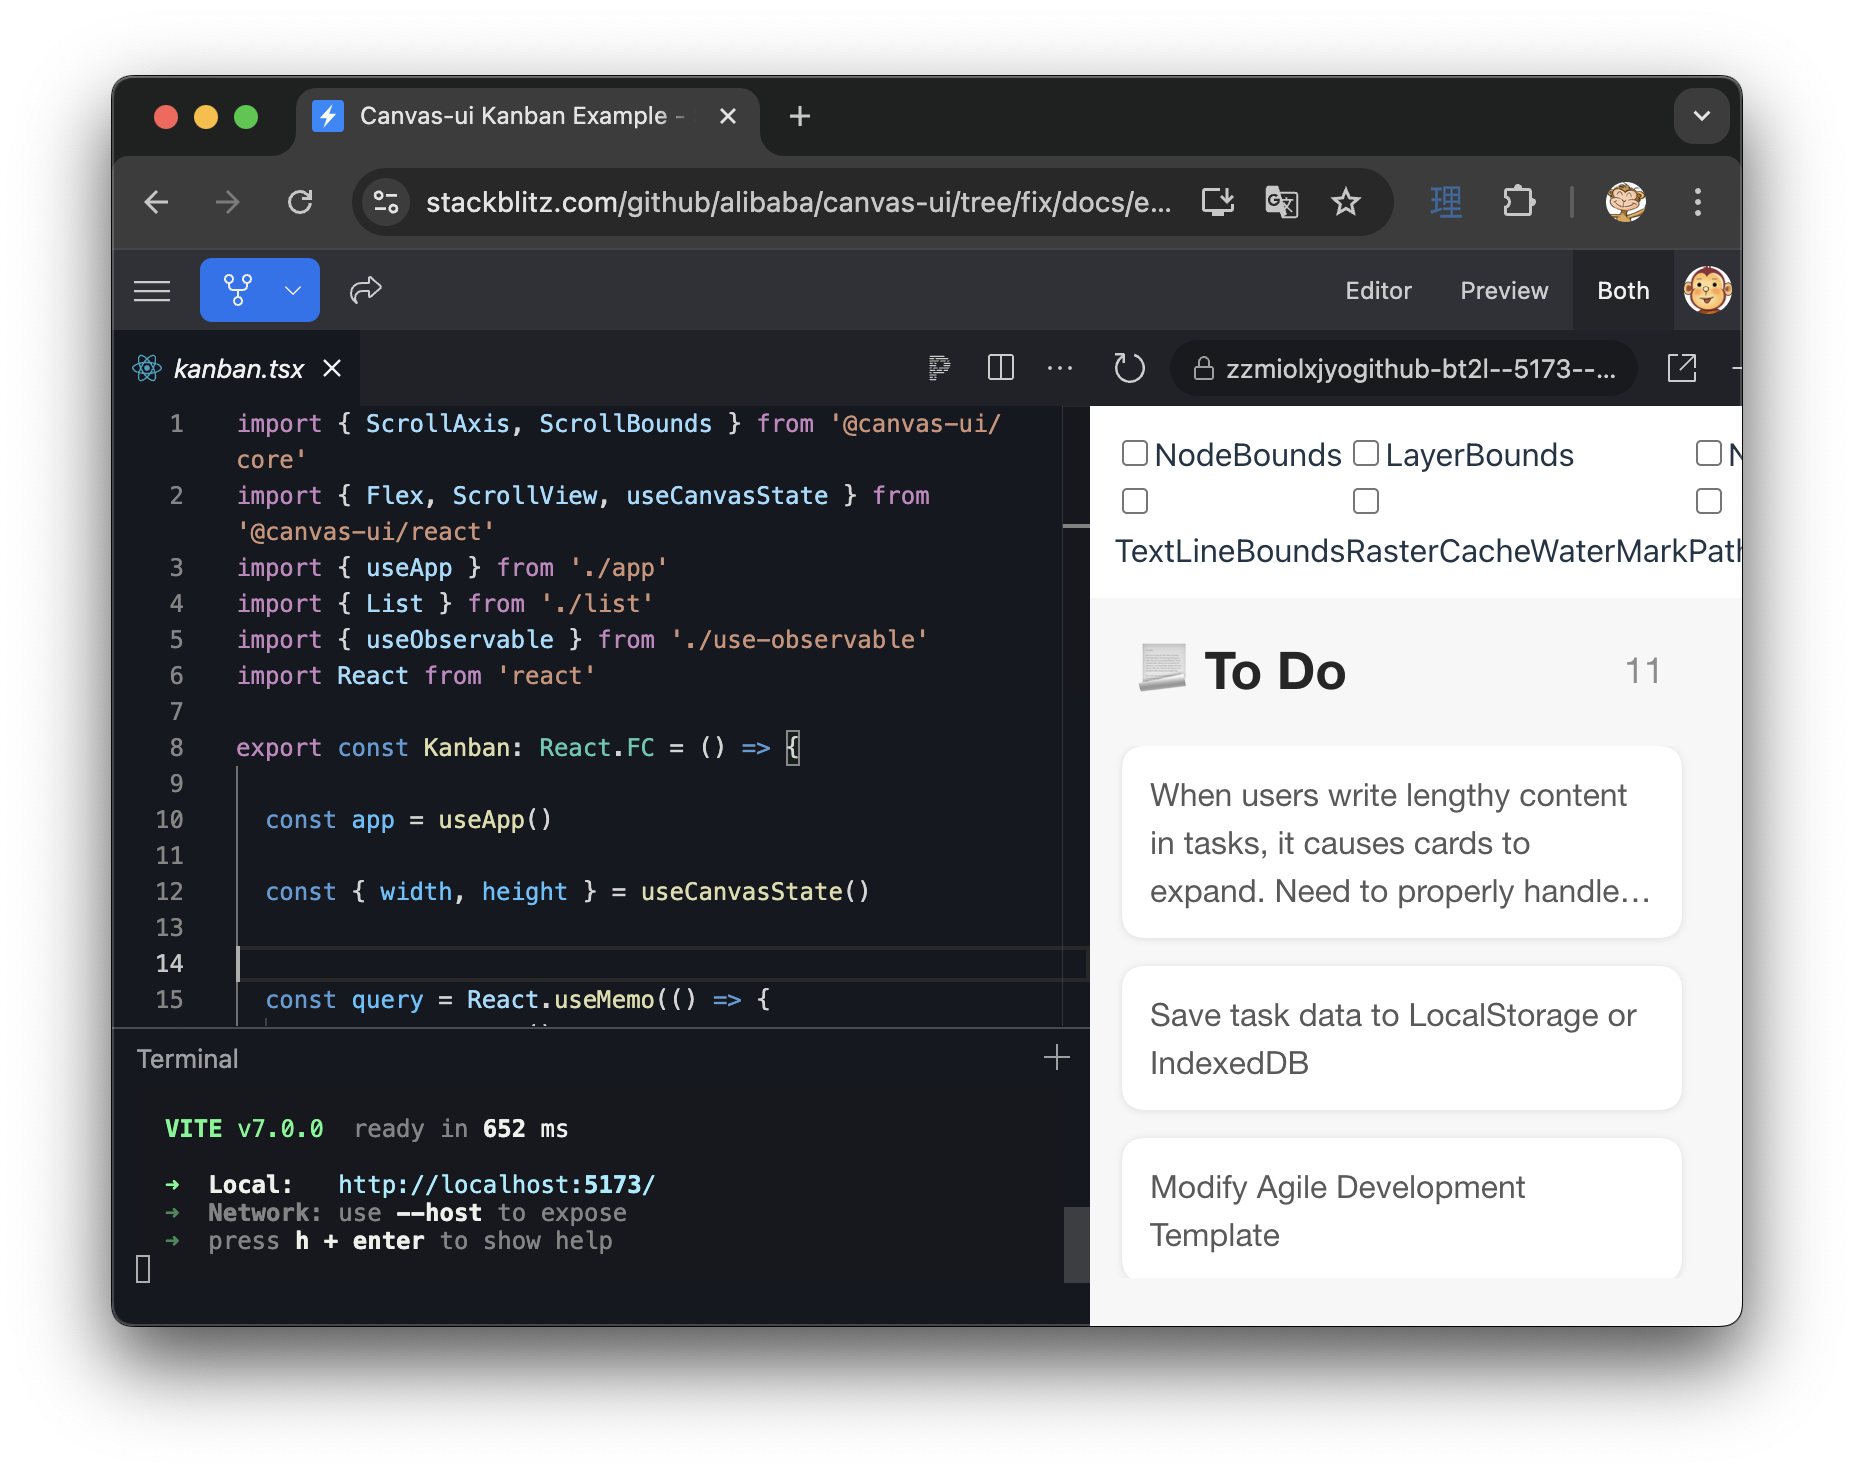 Canvas-ui Kanban Example -
stackblitz.com/github/alibaba/canvas-ui/tree/fix/docs/e...
理
Editor
Preview
Both
kanban.tsx
zzmiolxjyogithub-bt2l--5173--...
1 import { ScrollAxis, ScrollBounds } from '@canvas-ui/
core'
2 import { Flex, ScrollView, useCanvasState } from
'@canvas-ui/react'
3 import { useApp } from './app'
4 import { List } from './list'
5 import { useObservable } from './use-observable'
6 import React from 'react'
7
8 export const Kanban: React.FC = () => {
9
10 const app = useApp()
11
12 const { width, height } = useCanvasState()
13
14
15 const query = React.useMemo(() => {
Terminal
VITE v7.0.0 ready in 652 ms
➜ Local: http://localhost:5173/
➜ Network: use --host to expose
➜ press h + enter to show help
NodeBounds LayerBounds
TextLineBoundsRasterCacheWaterMarkPath
To Do
11
When users write lengthy content
in tasks, it causes cards to
expand. Need to properly handle...
Save task data to LocalStorage or
IndexedDB
Modify Agile Development
Template